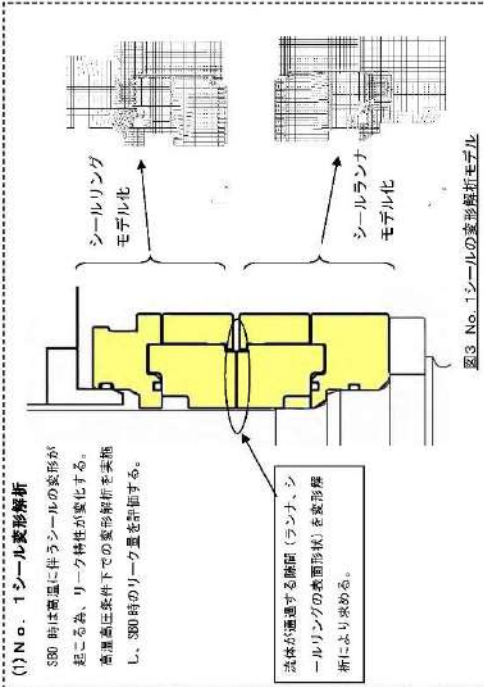 (1) No. 1シール変形解析
SBO 時は高温に伴うシールの変形が
起こる為、リーク特性が変化する。
高温高圧条件下での変形解析を実施
し、SBO 時のリーク量を評価する。
シールリング
モデル化
流体が通過する隙間（ランナ、シ
ールリングの表面形状）を変形解
析により求める。
シールランナ
モデル化
図3 No. 1シールの変形解析モデル